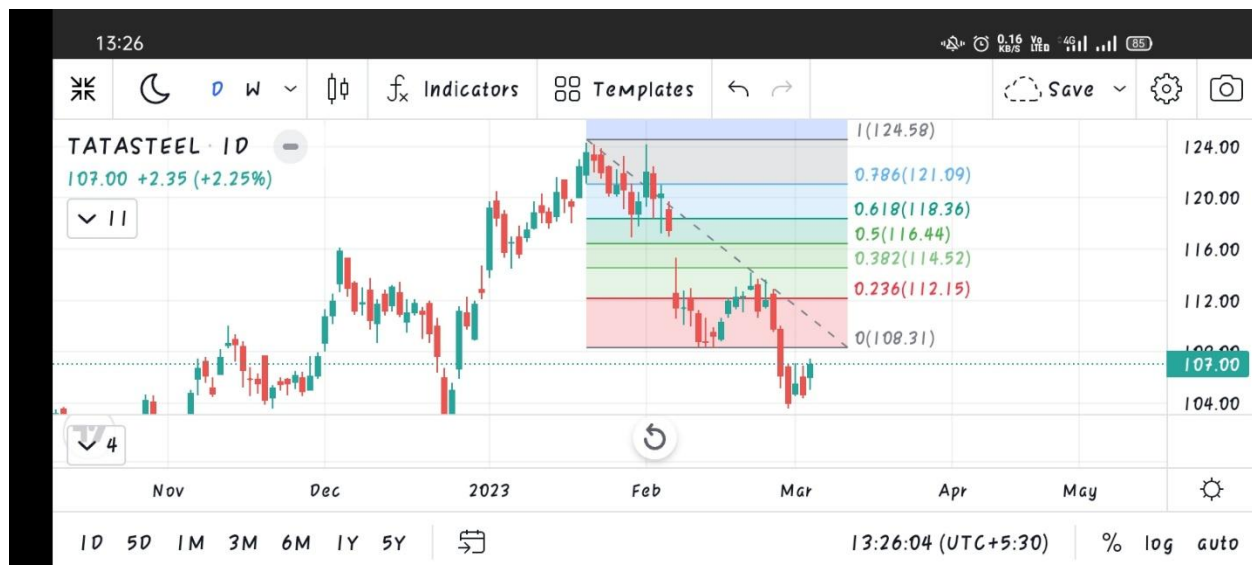 13:26 0.16 KB/S Vo LTE 4G 85
D W fx Indicators Templates Save
TATASTEEL · 1D
107.00 +2.35 (+2.25%)
11
1(124.58)
0.786(121.09)
0.618(118.36)
0.5(116.44)
0.382(114.52)
0.236(112.15)
0(108.31)
124.00
120.00
116.00
112.00
107.00
104.00
4
Nov Dec 2023 Feb Mar Apr May
1D 5D 1M 3M 6M 1Y 5Y 13:26:04 (UTC+5:30) % log auto